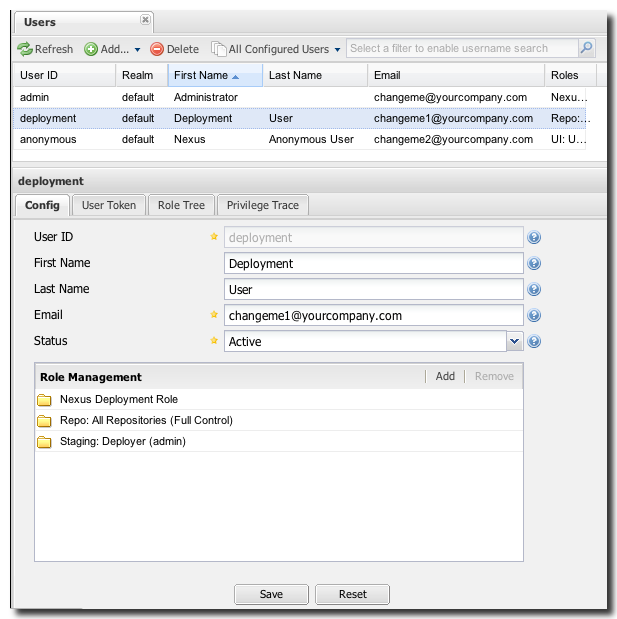 Users
Refresh Add... Delete All Configured Users Select a filter to enable username search
User ID Realm First Name Last Name Email Roles
admin default Administrator changeme@yourcompany.com Nexu...
deployment default Deployment User changeme1@yourcompany.com Repo:...
anonymous default Nexus Anonymous User changeme2@yourcompany.com UI: U...
deployment
Config User Token Role Tree Privilege Trace
User ID deployment
First Name Deployment
Last Name User
Email changeme1@yourcompany.com
Status Active
Role Management Add Remove
Nexus Deployment Role
Repo: All Repositories (Full Control)
Staging: Deployer (admin)
Save Reset